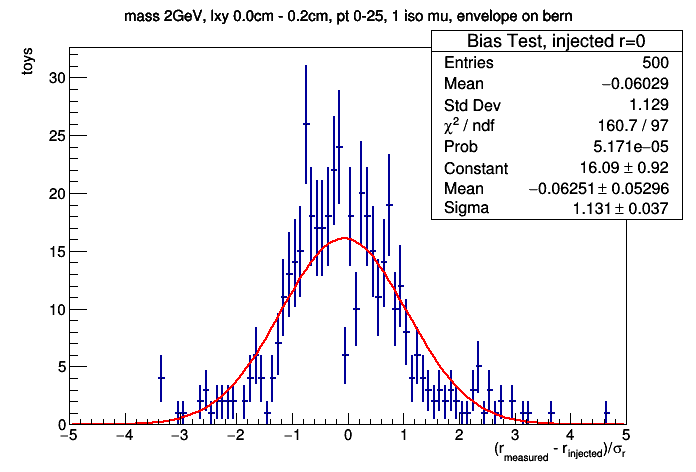 mass 2GeV, lxy 0.0cm - 0.2cm, pt 0-25, 1 iso mu, envelope on bern
Bias Test, injected r=0
Entries 500
Mean −0.06029
Std Dev 1.129
χ² / ndf 160.7 / 97
Prob 5.171e−05
Constant 16.09 ± 0.92
Mean −0.06251 ± 0.05296
Sigma 1.131 ± 0.037
toys
30
25
20
15
10
5
0
−5 −4 −3 −2 −1 0 1 2 3 4 5
(r_measured - r_injected)/σ_r